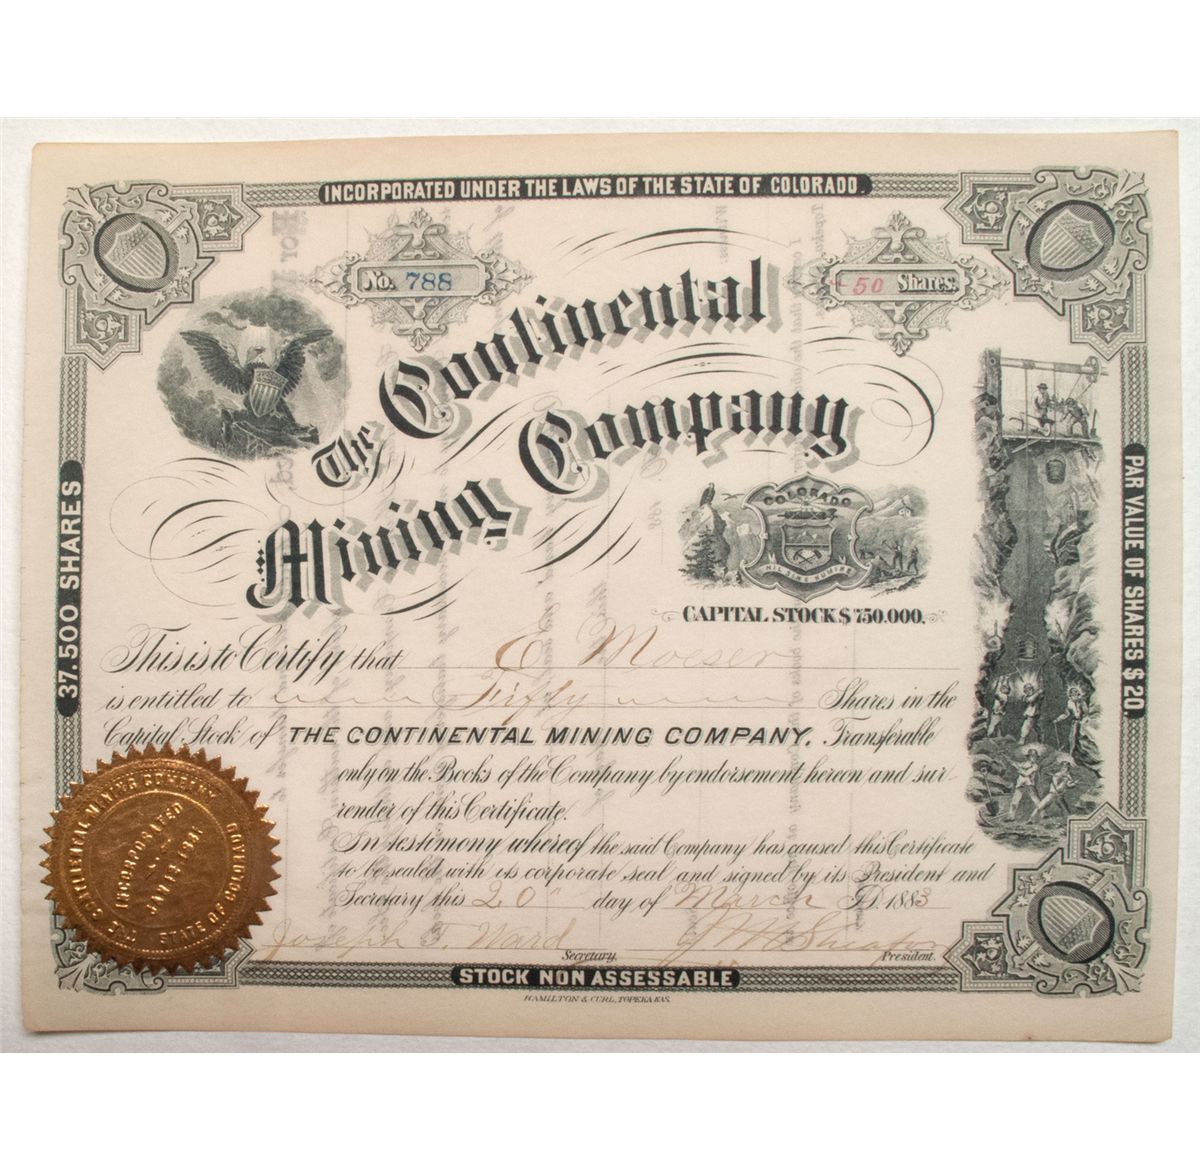 INCORPORATED UNDER THE LAWS OF THE STATE OF COLORADO.
No. 788
50 Shares.
The Continental
Mining Company
COLORADO
NIL SINE NUMINE
CAPITAL STOCK $750.000.
37.500 SHARES
PAR VALUE OF SHARES $20.
This is to Certify that E Moeser
is entitled to Fifty Shares in the
Capital Stock of THE CONTINENTAL MINING COMPANY, Transferable
only on the Books of the Company by endorsement hereon and sur-
render of this Certificate.
In testimony whereof the said Company has caused this Certificate
to be sealed with its corporate seal and signed by its President and
Secretary this 20 day of March A.D. 1883
Joseph T. Ward
Secretary.
President.
THE CONTINENTAL MINING COMPANY
STATE OF COLORADO
INCORPORATED
STOCK NON ASSESSABLE
HAMILTON & CURL, TOPEKA KAS.